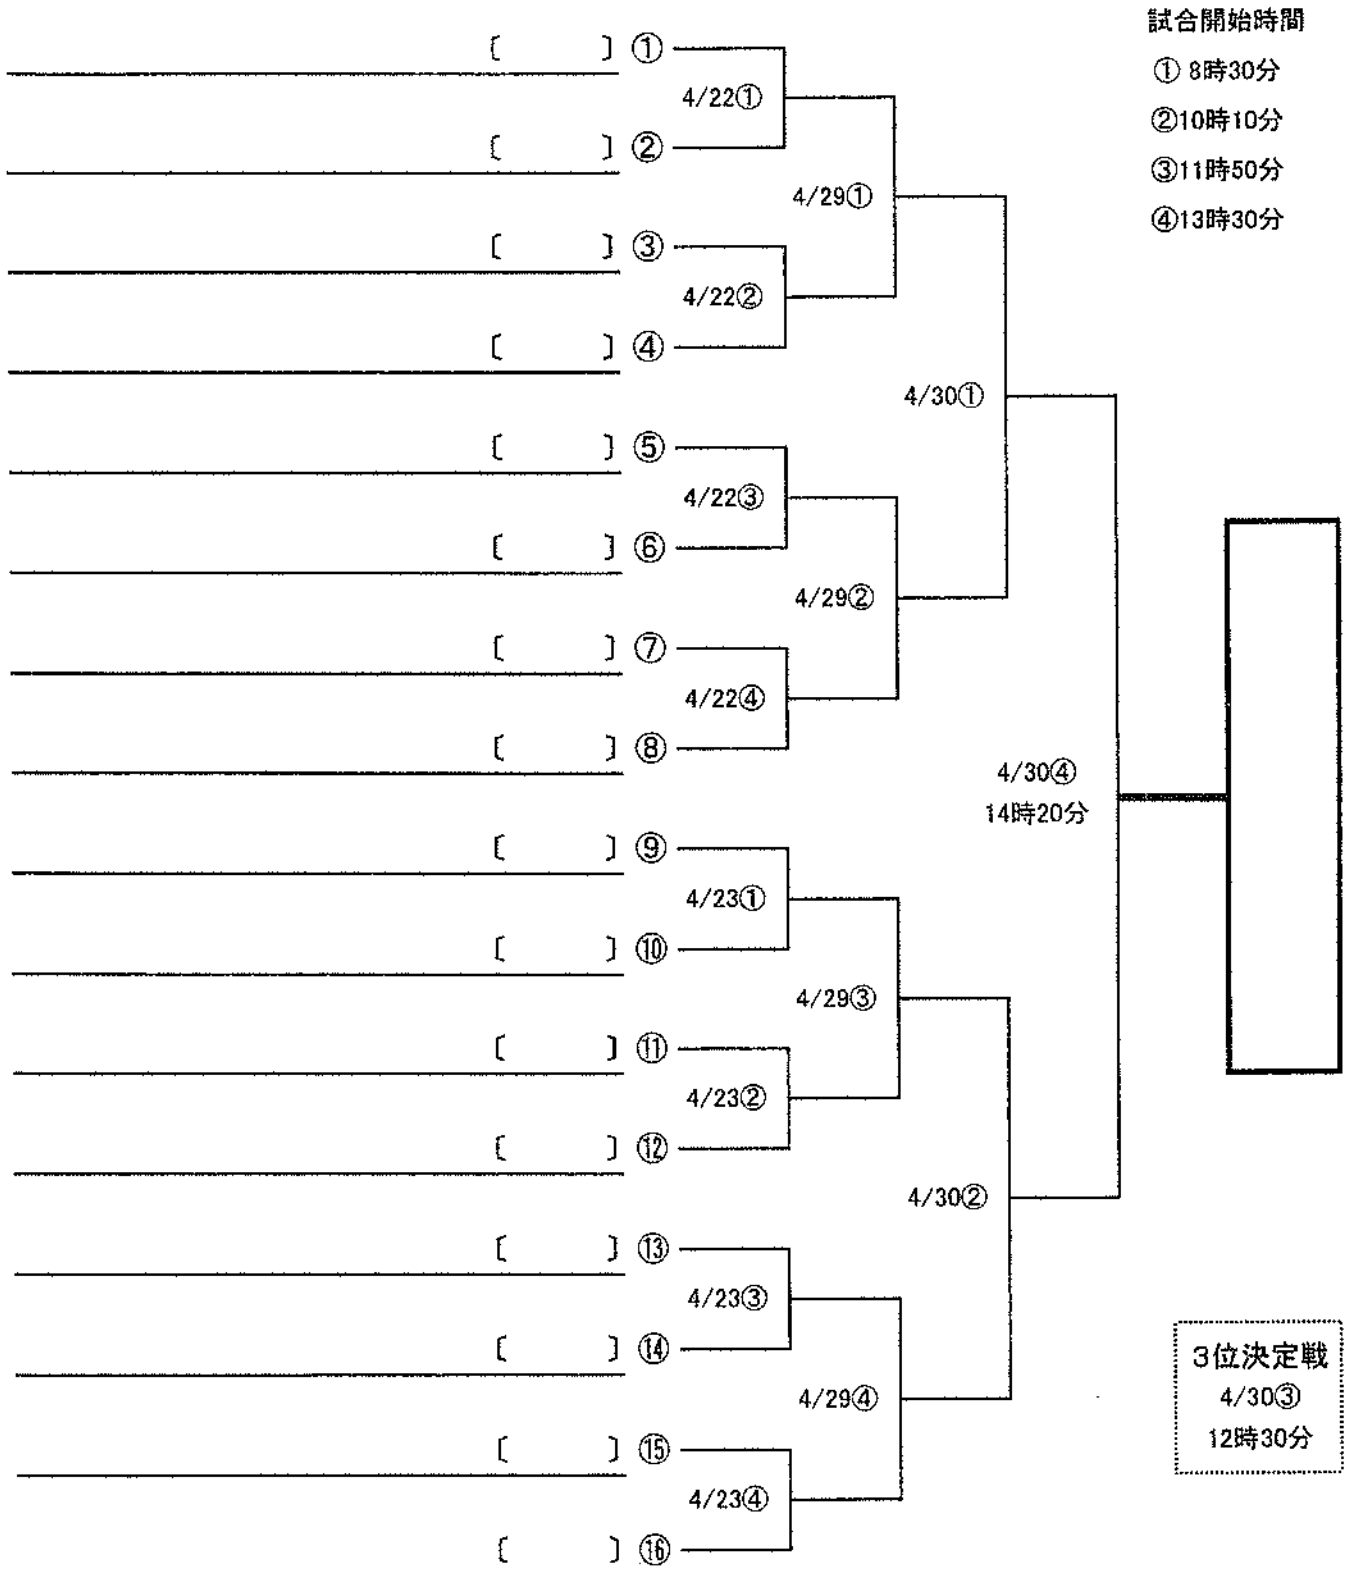 試合開始時間
① 8時30分
②10時10分
③11時50分
④13時30分
〔 〕 ①
4/22①
〔 〕 ②
4/29①
〔 〕 ③
4/22②
〔 〕 ④
4/30①
〔 〕 ⑤
4/22③
〔 〕 ⑥
4/29②
〔 〕 ⑦
4/22④
〔 〕 ⑧
4/30④
14時20分
〔 〕 ⑨
4/23①
〔 〕 ⑩
4/29③
〔 〕 ⑪
4/23②
〔 〕 ⑫
4/30②
〔 〕 ⑬
4/23③
〔 〕 ⑭
4/29④
〔 〕 ⑮
4/23④
〔 〕 ⑯
3位決定戦
4/30③
12時30分